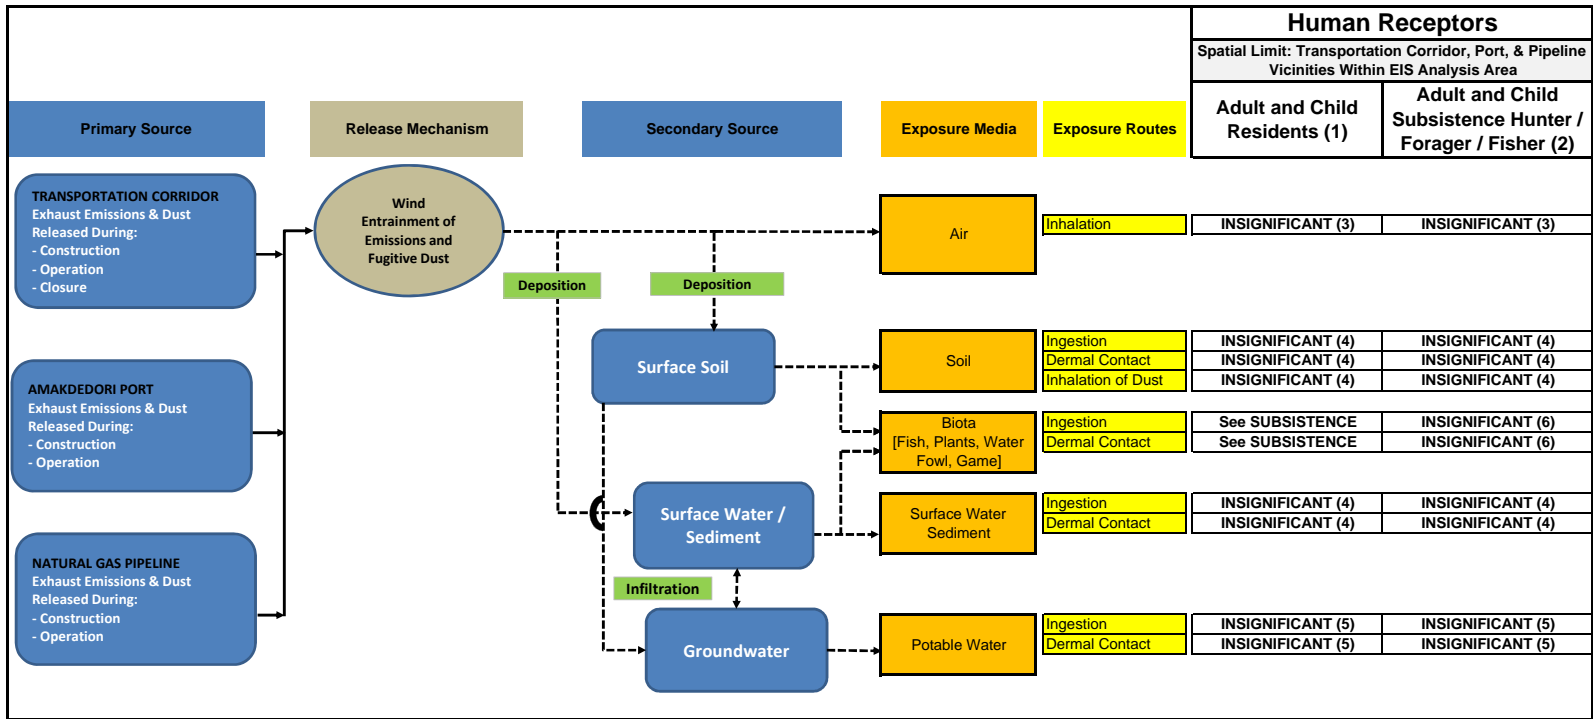 Human Receptors
Spatial Limit: Transportation Corridor, Port, & Pipeline
Vicinities Within EIS Analysis Area
Primary Source
Release Mechanism
Secondary Source
Exposure Media
Exposure Routes
Adult and Child
Residents (1)
Adult and Child
Subsistence Hunter /
Forager / Fisher (2)
TRANSPORTATION CORRIDOR
Exhaust Emissions & Dust
Released During:
- Construction
- Operation
- Closure
Wind
Entrainment of
Emissions and
Fugitive Dust
Air
Inhalation
INSIGNIFICANT (3)
INSIGNIFICANT (3)
Deposition
Deposition
AMAKDEDORI PORT
Exhaust Emissions & Dust
Released During:
- Construction
- Operation
Surface Soil
Soil
Ingestion
INSIGNIFICANT (4)
INSIGNIFICANT (4)
Dermal Contact
INSIGNIFICANT (4)
INSIGNIFICANT (4)
Inhalation of Dust
INSIGNIFICANT (4)
INSIGNIFICANT (4)
Biota
[Fish, Plants, Water
Fowl, Game]
Ingestion
See SUBSISTENCE
INSIGNIFICANT (6)
Dermal Contact
See SUBSISTENCE
INSIGNIFICANT (6)
Surface Water /
Sediment
Surface Water
Sediment
Ingestion
INSIGNIFICANT (4)
INSIGNIFICANT (4)
Dermal Contact
INSIGNIFICANT (4)
INSIGNIFICANT (4)
NATURAL GAS PIPELINE
Exhaust Emissions & Dust
Released During:
- Construction
- Operation
Infiltration
Groundwater
Potable Water
Ingestion
INSIGNIFICANT (5)
INSIGNIFICANT (5)
Dermal Contact
INSIGNIFICANT (5)
INSIGNIFICANT (5)